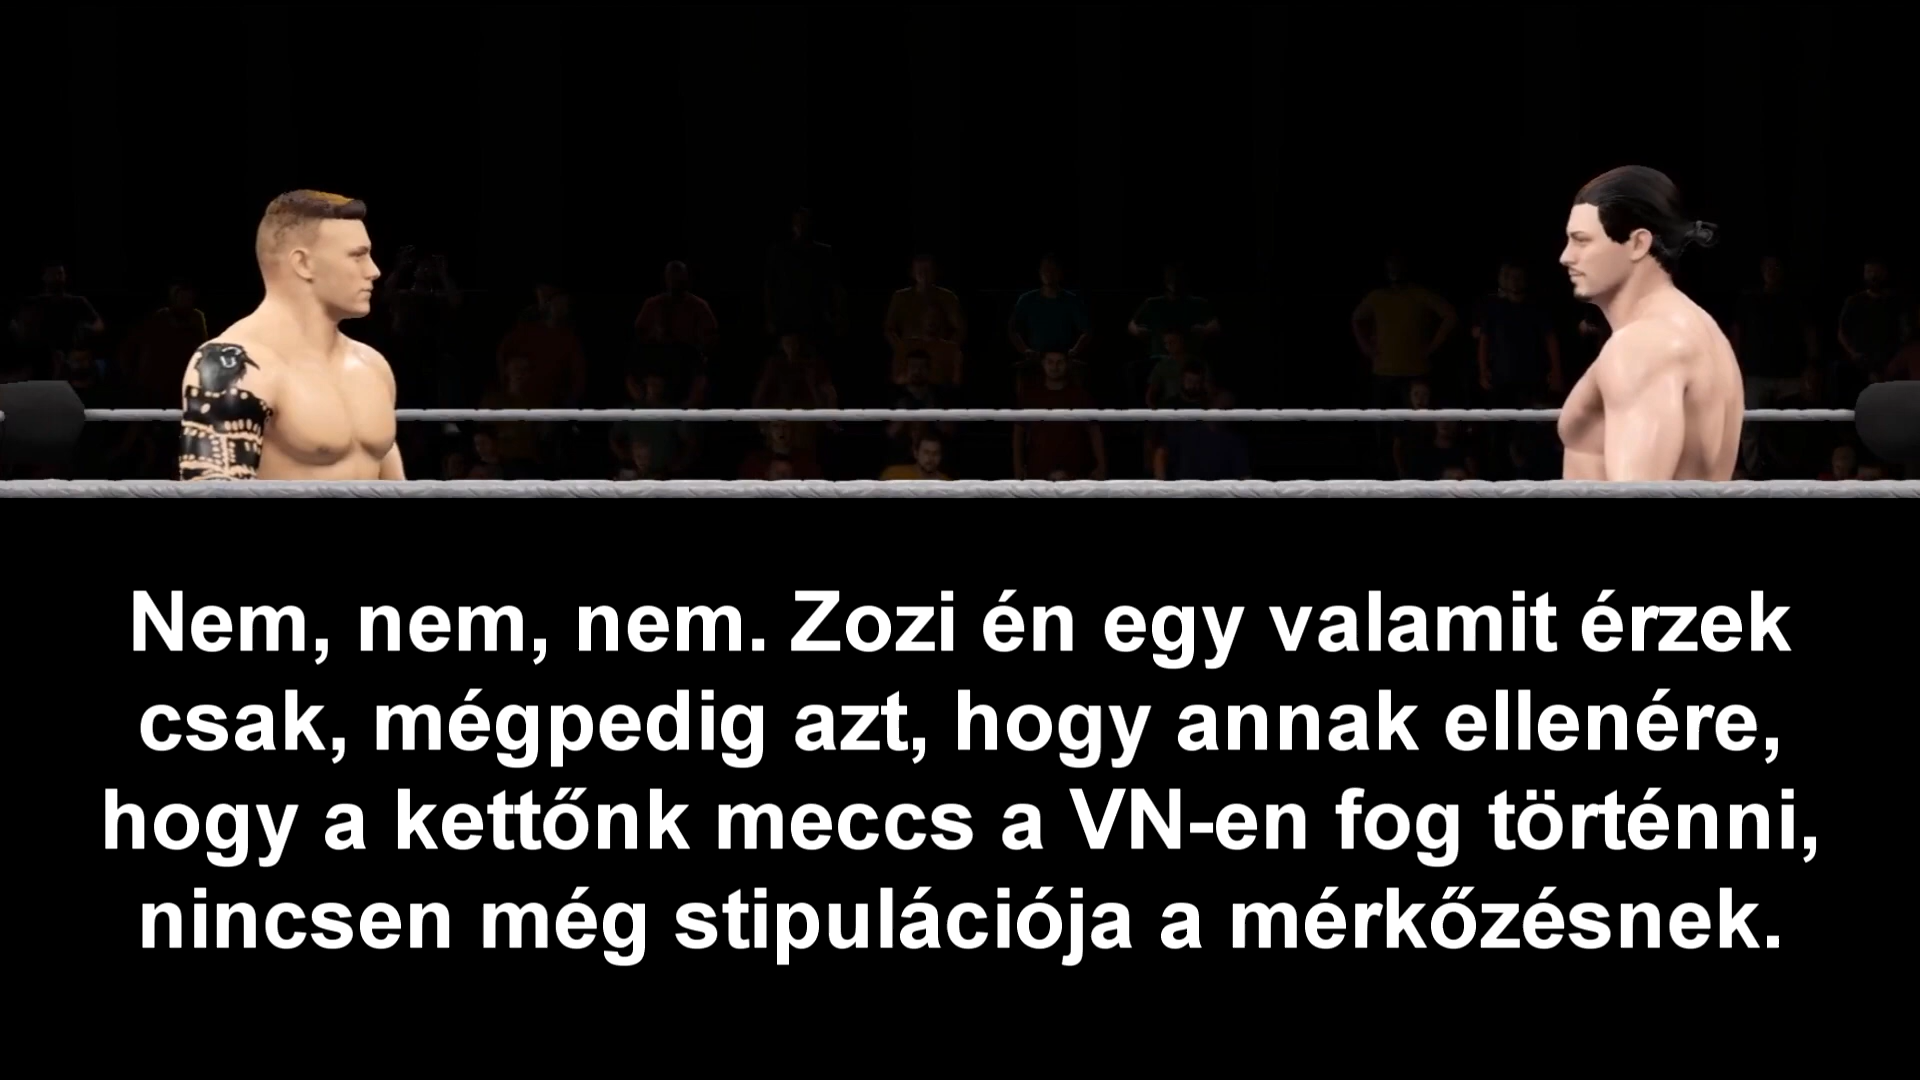 Nem, nem, nem. Zozi én egy valamit érzek
csak, mégpedig azt, hogy annak ellenére,
hogy a kettőnk meccs a VN-en fog történni,
nincsen még stipulációja a mérkőzésnek.